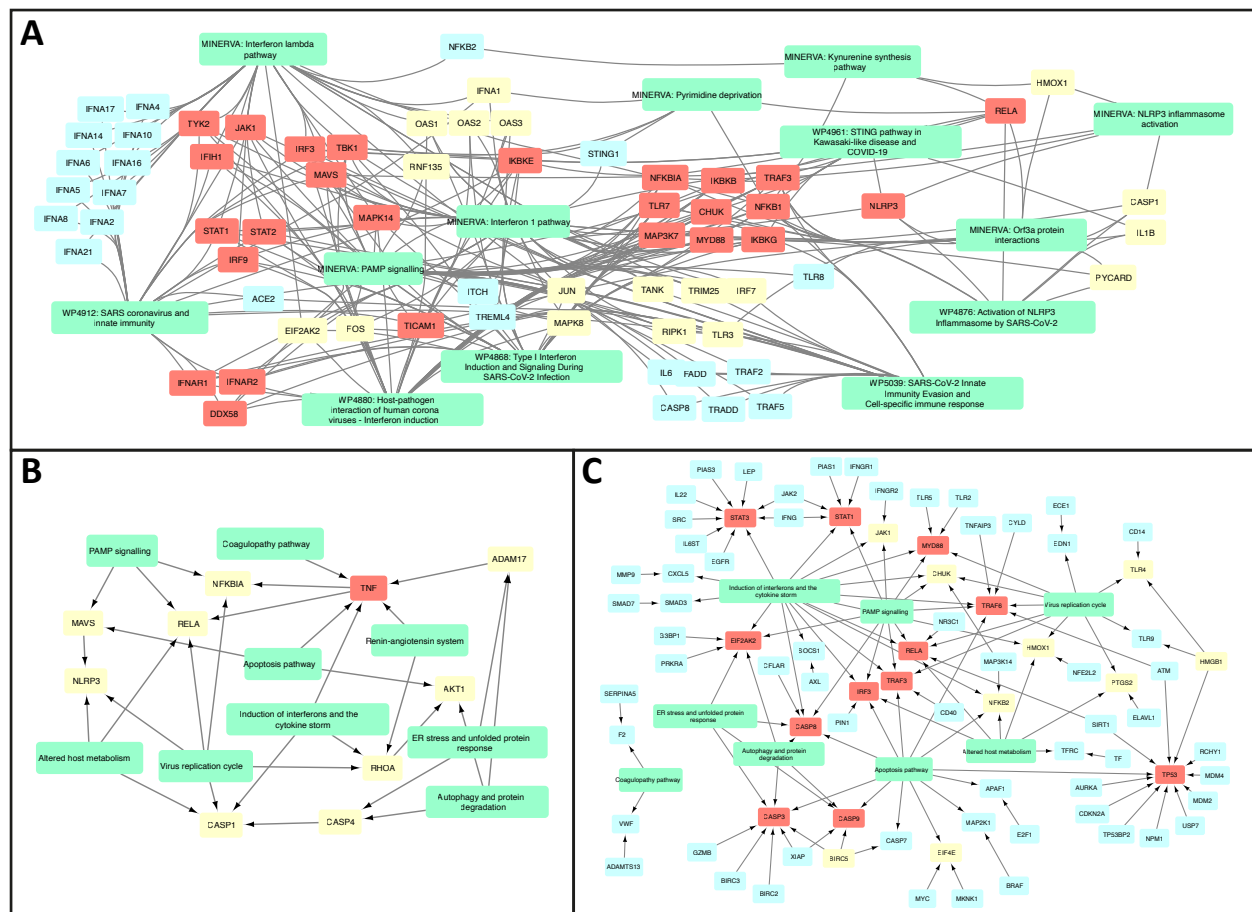 A
MINERVA: Interferon lambda
pathway
NFKB2
MINERVA: Kynurenine synthesis
pathway
HMOX1
IFNA17
IFNA4
IFNA1
MINERVA: Pyrimidine deprivation
RELA
MINERVA: NLRP3 inflammasome
activation
IFNA14
IFNA10
TYK2
JAK1
OAS1
OAS2
OAS3
WP4961: STING pathway in
Kawasaki-like disease and
COVID-19
IFNA6
IFNA16
IFIH1
IRF3
TBK1
MAVS
RNF135
IKBKE
STING1
IFNA5
IFNA7
NFKBIA
IKBKB
TRAF3
IFNA8
IFNA2
MAPK14
TLR7
CHUK
NFKB1
NLRP3
CASP1
IFNA21
STAT1
STAT2
MINERVA: Interferon 1 pathway
MAP3K7
MYD88
IKBKG
MINERVA: Orf3a protein
interactions
IL1B
IRF9
MINERVA: PAMP signalling
TLR8
PYCARD
ACE2
ITCH
JUN
TANK
TRIM25
IRF7
WP4912: SARS coronavirus and
innate immunity
TREML4
WP4876: Activation of NLRP3
Inflammasome by SARS-CoV-2
EIF2AK2
FOS
TICAM1
MAPK8
RIPK1
TLR3
WP4868: Type I Interferon
Induction and Signaling During
SARS-CoV-2 Infection
IFNAR1
IFNAR2
IL6
FADD
TRAF2
WP5039: SARS-CoV-2 Innate
Immunity Evasion and
Cell-specific immune response
DDX58
WP4880: Host-pathogen
interaction of human corona
viruses - Interferon induction
CASP8
TRADD
TRAF5
B
PAMP signalling
Coagulopathy pathway
ADAM17
NFKBIA
TNF
MAVS
RELA
Renin-angiotensin system
NLRP3
Apoptosis pathway
AKT1
Induction of interferons and the
cytokine storm
ER stress and unfolded protein
response
Altered host metabolism
Virus replication cycle
RHOA
Autophagy and protein
degradation
CASP1
CASP4
C
PIAS3
LEP
PIAS1
IFNGR1
IL22
JAK2
IFNGR2
TLR5
TLR2
ECE1
SRC
STAT3
IFNG
STAT1
TNFAIP3
CYLD
IL6ST
EGFR
JAK1
MYD88
EDN1
CD14
MMP9
CXCL5
CHUK
TLR4
SMAD7
SMAD3
Induction of interferons and the
cytokine storm
PAMP signalling
TRAF6
Virus replication cycle
G3BP1
EIF2AK2
NR3C1
TLR9
PRKRA
CFLAR
SOCS1
RELA
MAP3K14
HMOX1
HMGB1
AXL
IRF3
TRAF3
NFE2L2
ATM
PTGS2
SERPINA5
ER stress and unfolded protein
response
CASP8
PIN1
CD40
NFKB2
SIRT1
ELAVL1
F2
Autophagy and protein
degradation
Altered host metabolism
TFRC
TF
RCHY1
Coagulopathy pathway
Apoptosis pathway
TP53
MDM4
APAF1
AURKA
MDM2
VWF
CASP3
CASP9
MAP2K1
E2F1
CDKN2A
USP7
TP53BP2
NPM1
ADAMTS13
GZMB
XIAP
BIRC5
CASP7
EIF4E
BIRC3
BIRC2
BRAF
MYC
MKNK1